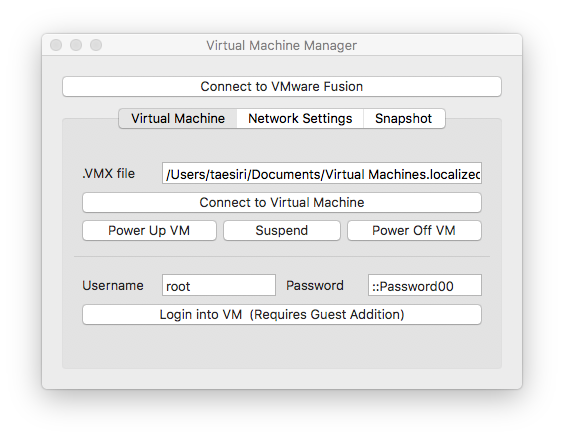 Virtual Machine Manager
Connect to VMware Fusion
Virtual Machine Network Settings Snapshot
.VMX file /Users/taesiri/Documents/Virtual Machines.localized
Connect to Virtual Machine
Power Up VM Suspend Power Off VM
Username root Password ::Password00
Login into VM (Requires Guest Addition)